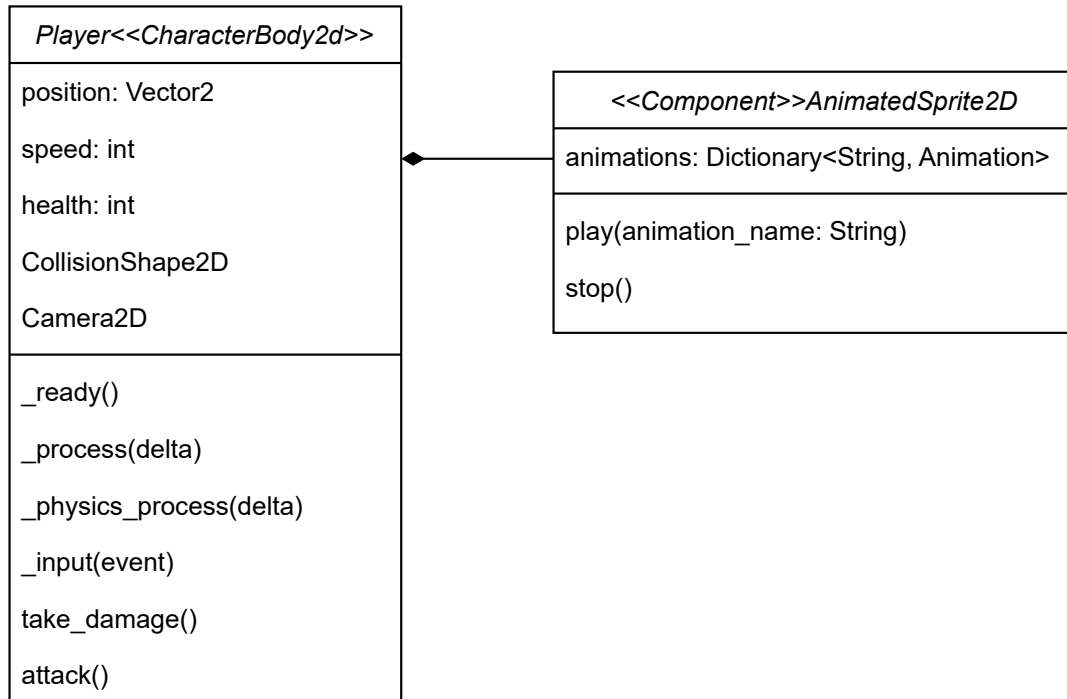 Player<<CharacterBody2d>>
position: Vector2
speed: int
health: int
CollisionShape2D
Camera2D
_ready()
_process(delta)
_physics_process(delta)
_input(event)
take_damage()
attack()
<<Component>>AnimatedSprite2D
animations: Dictionary<String, Animation>
play(animation_name: String)
stop()